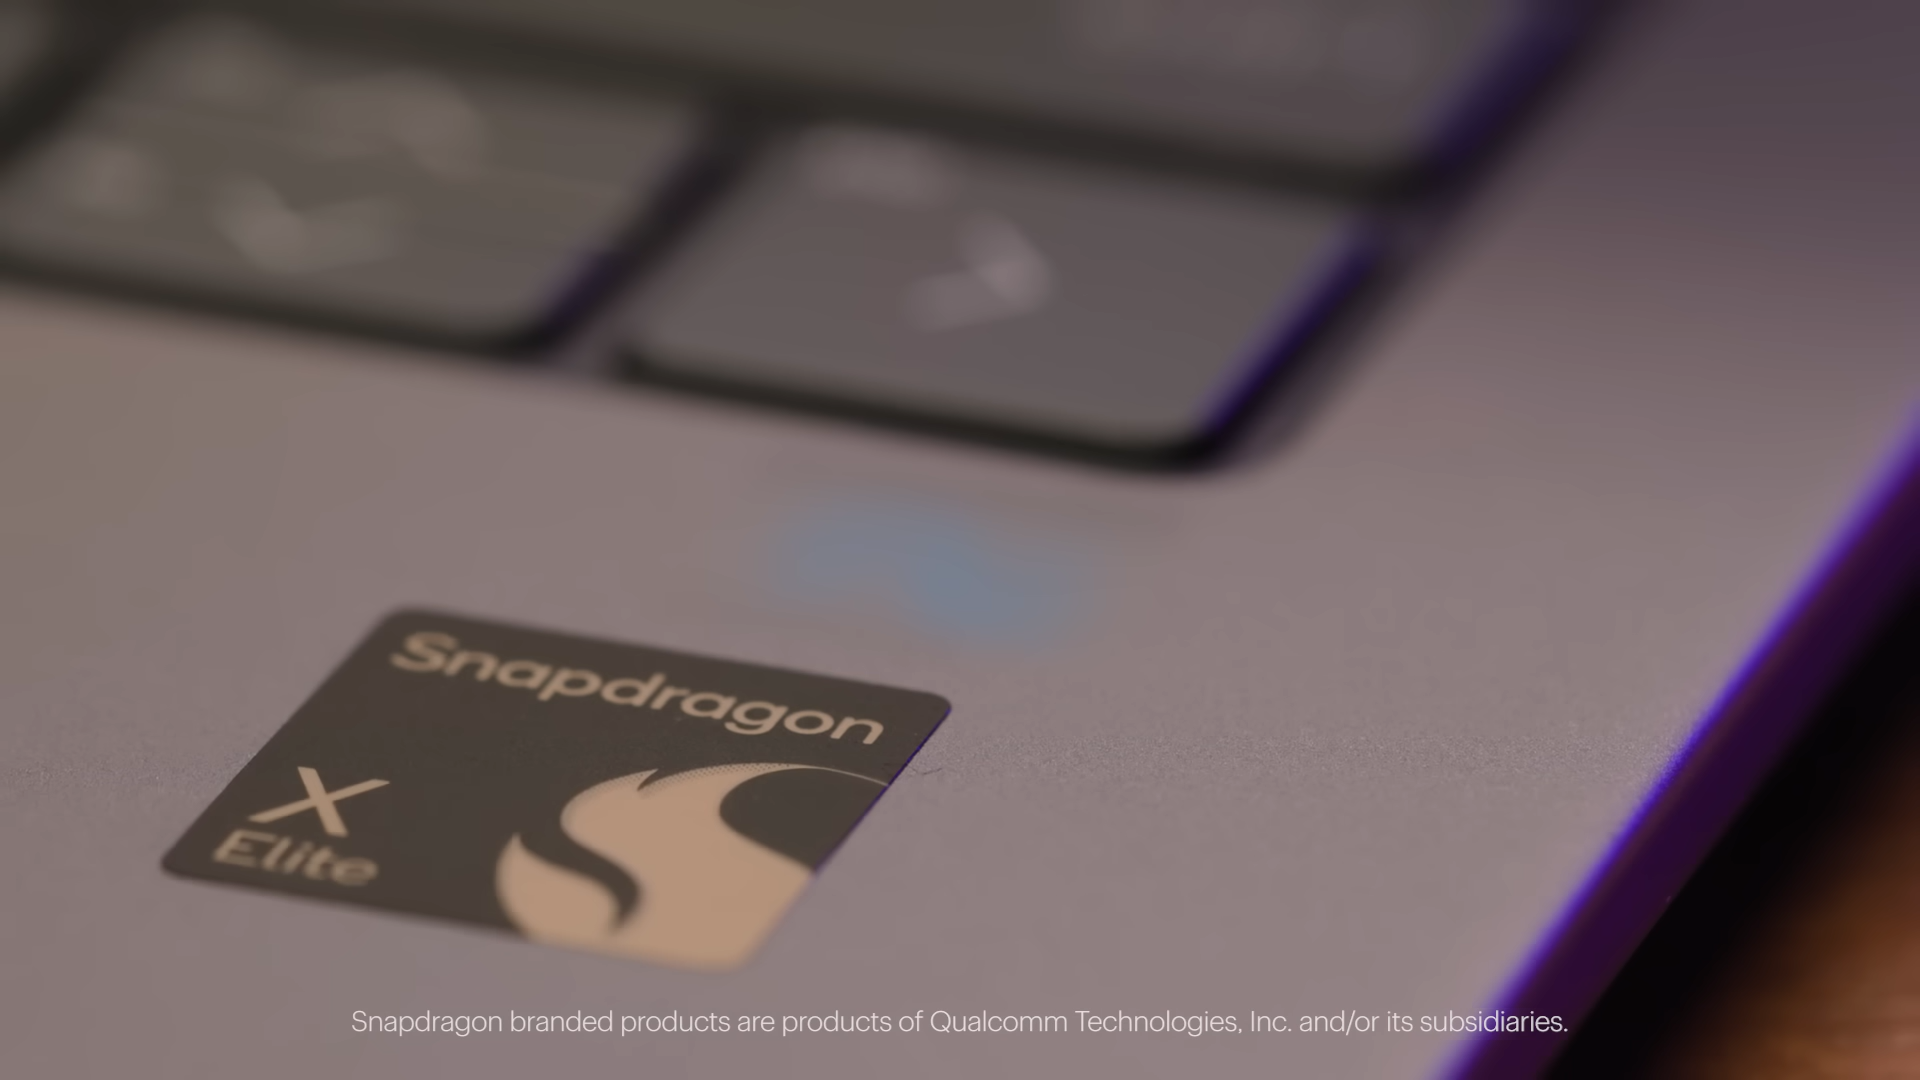 Snapdragon
X
Elite
Snapdragon branded products are products of Qualcomm Technologies, Inc. and/or its subsidiaries.